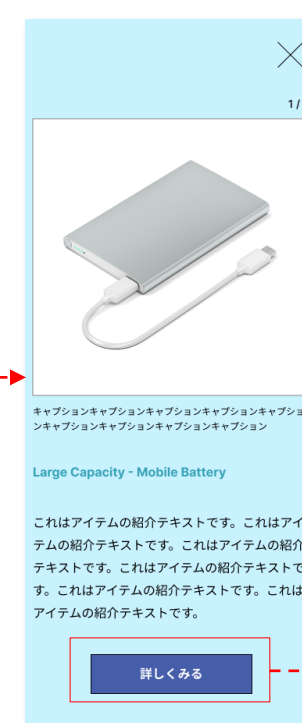 1 /
キャプションキャプションキャプションキャプションキャプショ
ンキャプションキャプションキャプションキャプション
Large Capacity - Mobile Battery
これはアイテムの紹介テキストです。これはアイ
テムの紹介テキストです。これはアイテムの紹介
テキストです。これはアイテムの紹介テキストで
す。これはアイテムの紹介テキストです。これは
アイテムの紹介テキストです。
詳しくみる